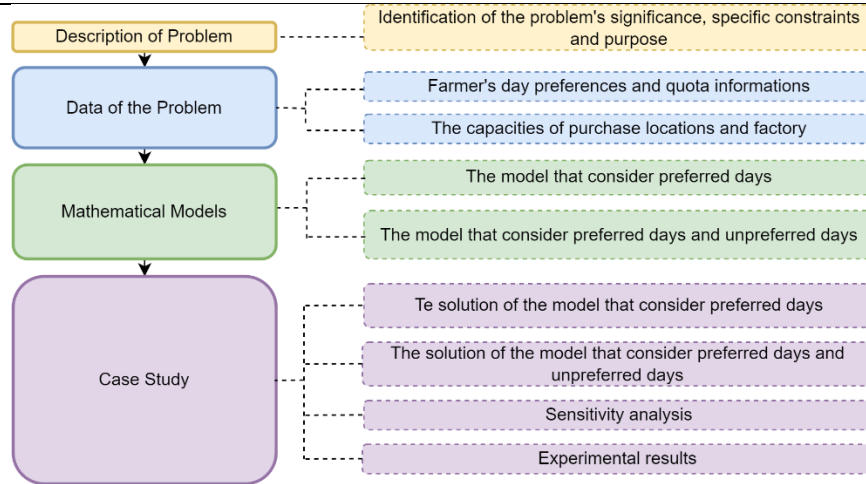 Description of Problem
Identification of the problem's significance, specific constraints
and purpose
Data of the Problem
Farmer's day preferences and quota informations
The capacities of purchase locations and factory
Mathematical Models
The model that consider preferred days
The model that consider preferred days and unpreferred days
Case Study
Te solution of the model that consider preferred days
The solution of the model that consider preferred days and
unpreferred days
Sensitivity analysis
Experimental results